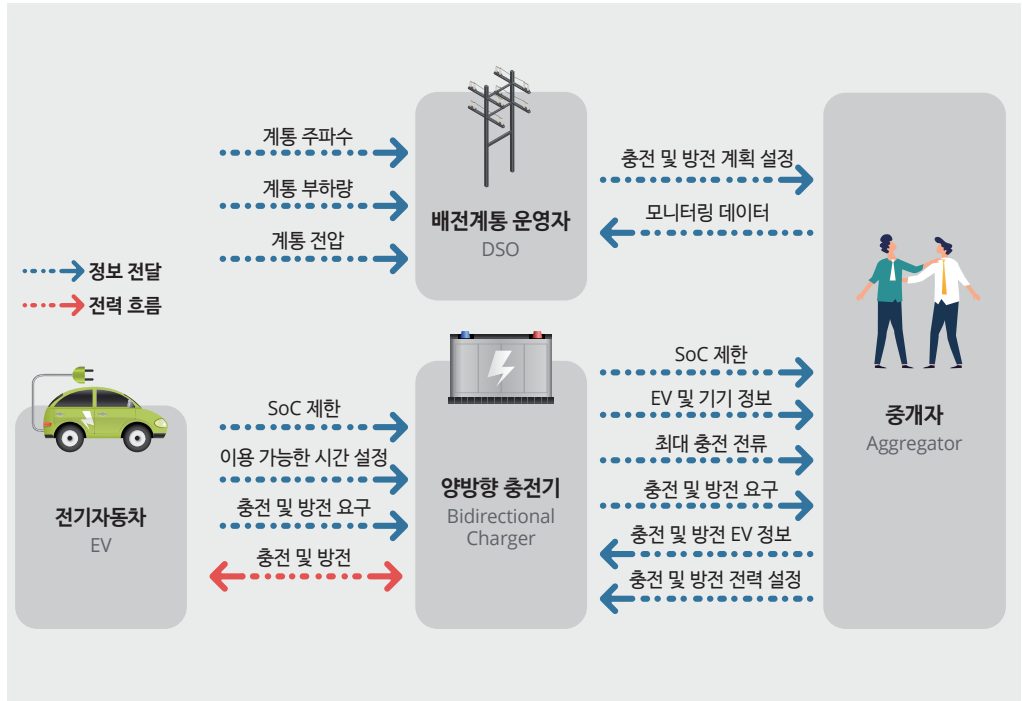 계통 주파수
계통 부하량
계통 전압
배전계통 운영자
DSO
충전 및 방전 계획 설정
모니터링 데이터
정보 전달
전력 흐름
전기자동차
EV
SoC 제한
이용 가능한 시간 설정
충전 및 방전 요구
충전 및 방전
양방향 충전기
Bidirectional
Charger
SoC 제한
EV 및 기기 정보
최대 충전 전류
충전 및 방전 요구
충전 및 방전 EV 정보
충전 및 방전 전력 설정
중개자
Aggregator